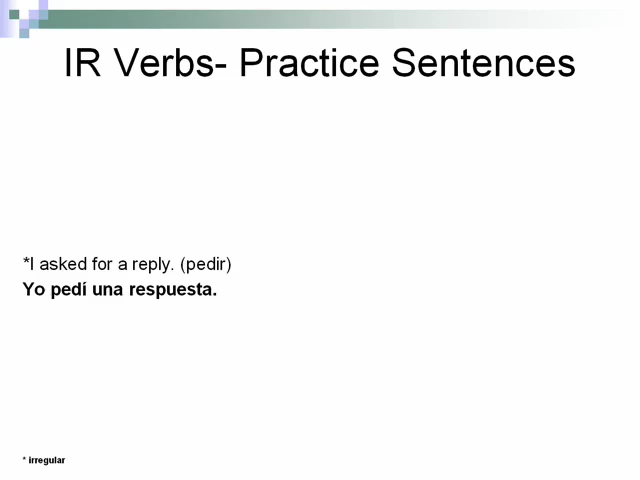 IR Verbs- Practice Sentences
*I asked for a reply. (pedir)
Yo pedí una respuesta.
* irregular